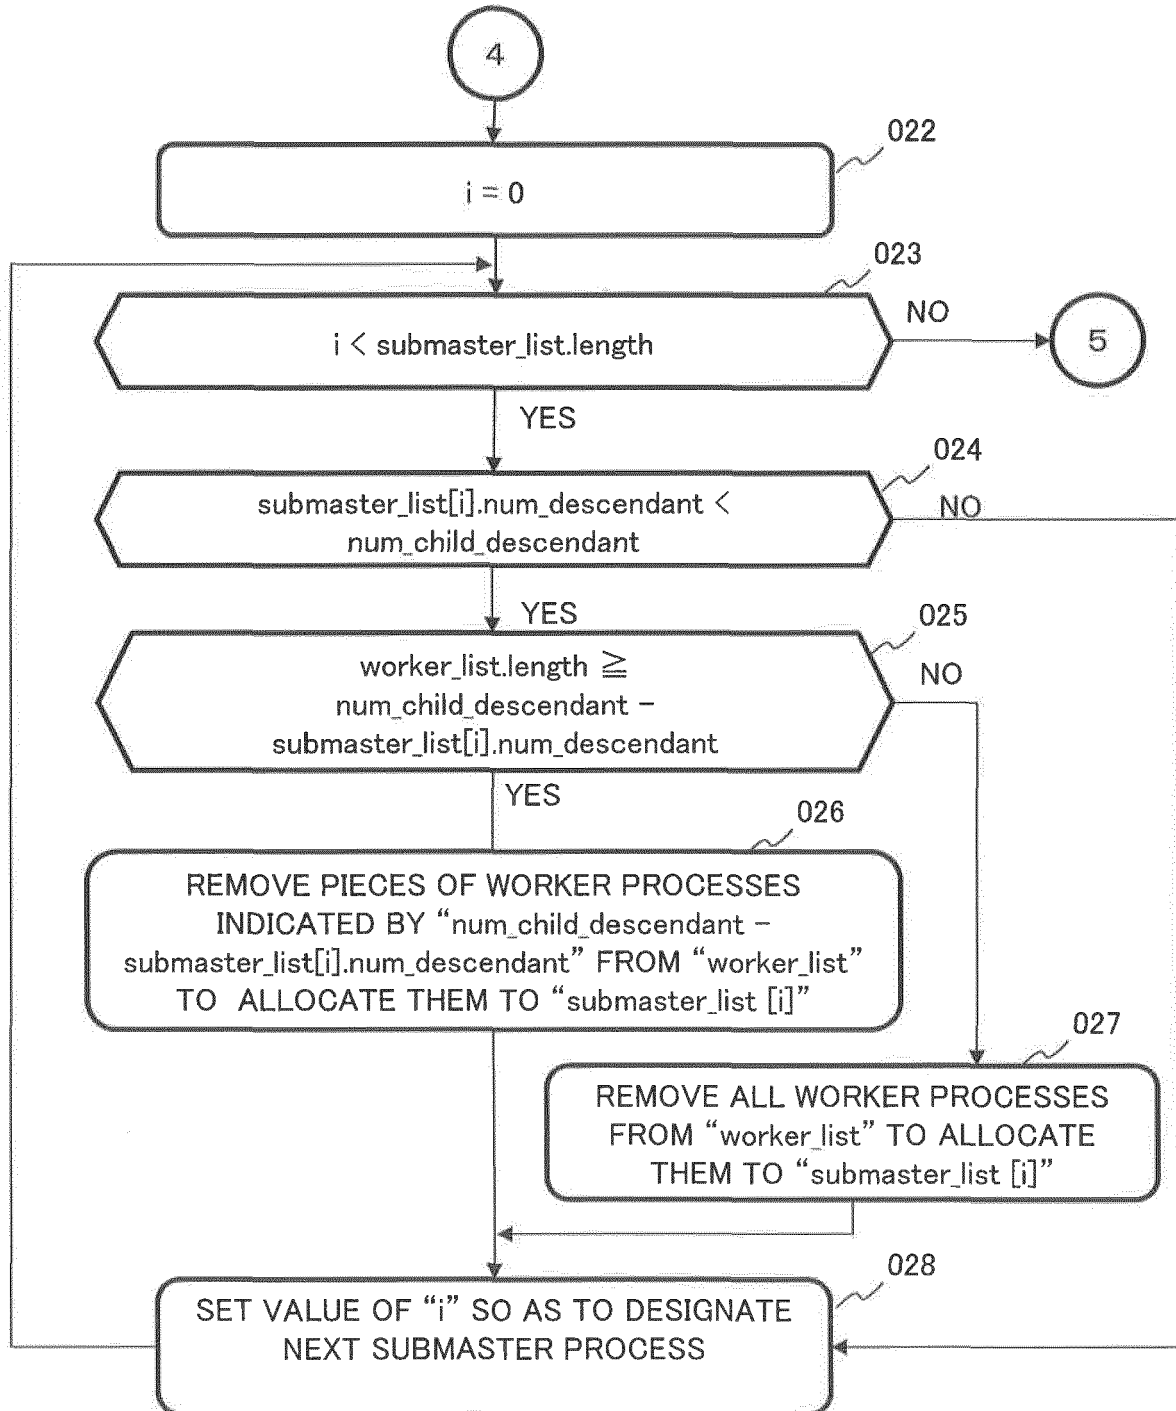 4
022
i = 0
023
i < submaster_list.length
NO
5
YES
024
submaster_list[i].num_descendant <
num_child_descendant
NO
YES
025
worker_list.length ≧
num_child_descendant −
submaster_list[i].num_descendant
NO
YES
026
REMOVE PIECES OF WORKER PROCESSES
INDICATED BY “num_child_descendant −
submaster_list[i].num_descendant” FROM “worker_list”
TO ALLOCATE THEM TO “submaster_list [i]”
027
REMOVE ALL WORKER PROCESSES
FROM “worker_list” TO ALLOCATE
THEM TO “submaster_list [i]”
028
SET VALUE OF “i” SO AS TO DESIGNATE
NEXT SUBMASTER PROCESS